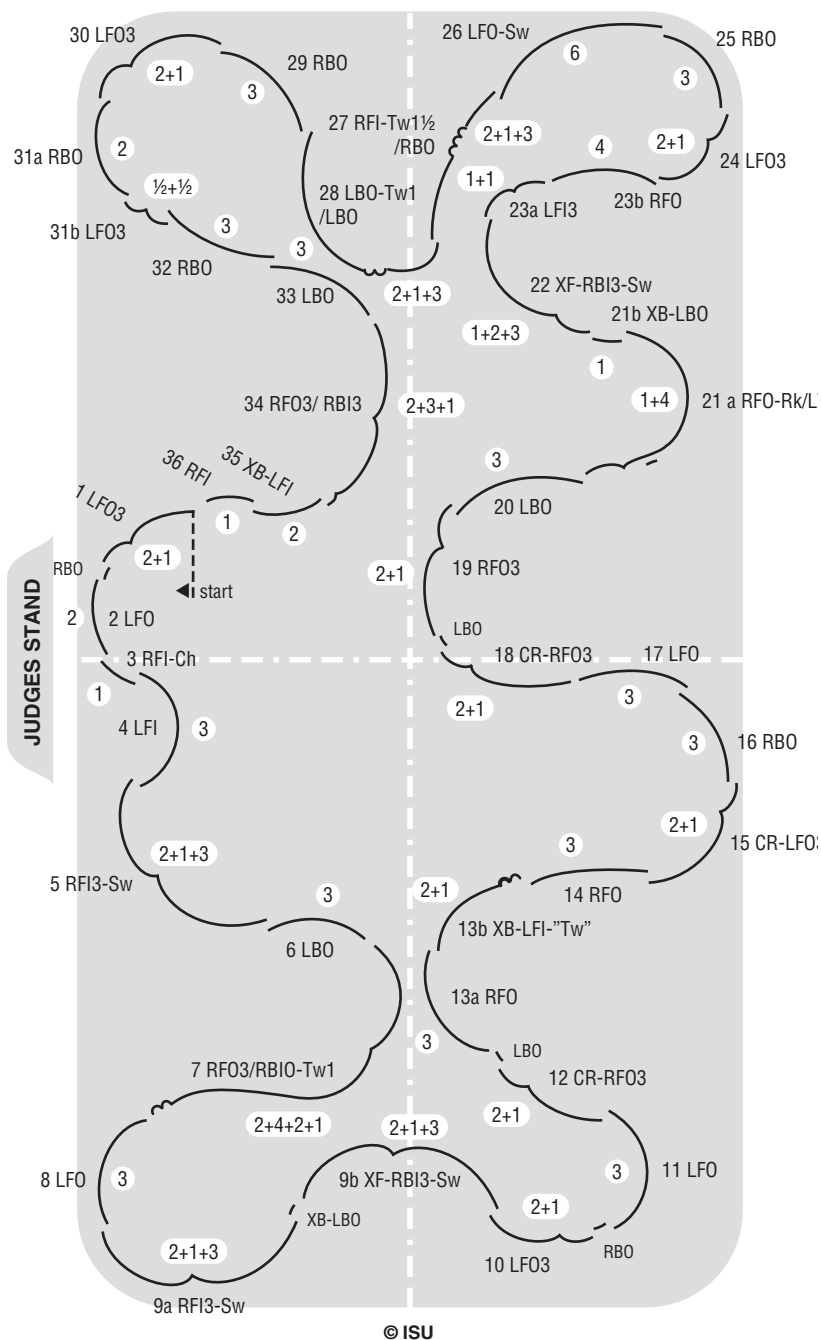 30 LFO3
26 LFO-Sw
25 RBO
29 RBO
6
2+1
3
3
27 RFI-Tw1½
/RBO
2+1+3
4
2+1
24 LFO3
31a RBO
2
1+1
½+½
28 LBO-Tw1
/LBO
23a LFI3
23b RFO
31b LFO3
3
3
32 RBO
33 LBO
2+1+3
22 XF-RBI3-Sw
21b XB-LBO
1+2+3
1
34 RFO3/ RBI3
2+3+1
1+4
21 a RFO-Rk/L
36 RFI
35 XB-LFI
3
1 LFO3
20 LBO
1
2
2+1
RBO
start
2+1
19 RFO3
2
2 LFO
LBO
3 RFI-Ch
18 CR-RFO3
17 LFO
1
2+1
3
JUDGES STAND
4 LFI
3
3
16 RBO
2+1+3
3
2+1
15 CR-LFO3
5 RFI3-Sw
3
2+1
14 RFO
6 LBO
13b XB-LFI-”Tw”
13a RFO
3
LBO
7 RFO3/RBIO-Tw1
12 CR-RFO3
2+4+2+1
2+1+3
2+1
8 LFO
3
9b XF-RBI3-Sw
3
11 LFO
2+1
XB-LBO
2+1+3
RBO
10 LFO3
9a RFI3-Sw
© ISU